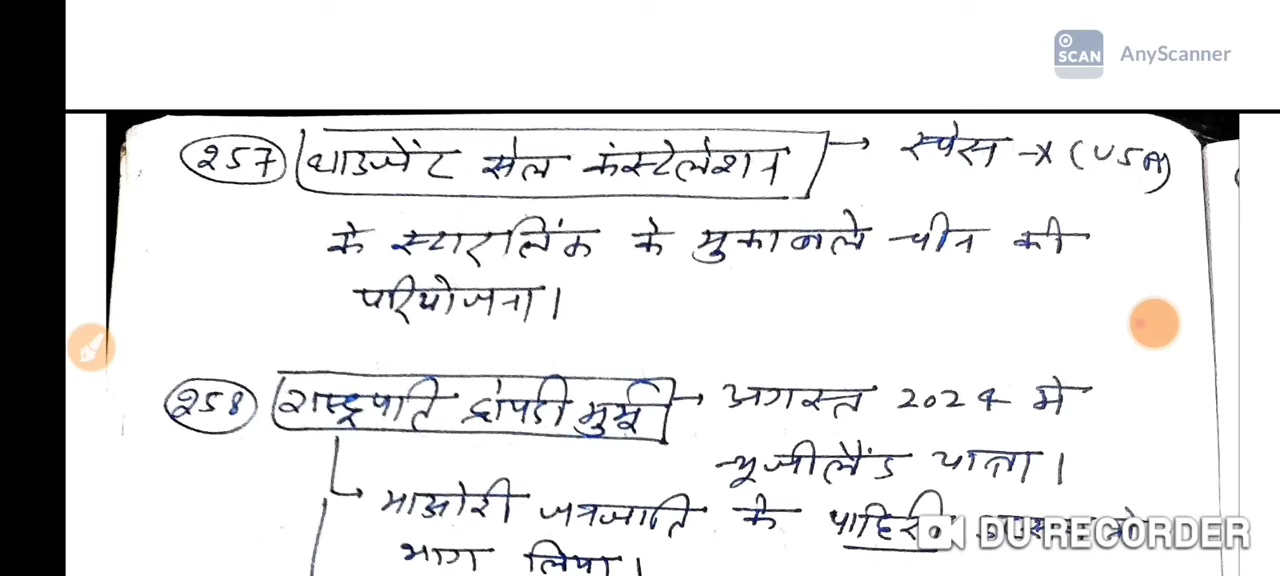 SCAN AnyScanner
257 थाउजेंट सेल कंस्टेलेशन → स्पेस-X (USA)
के स्टारलिंक के मुकाबले चीन की
परियोजना।
258 राष्ट्रपति द्रोपदी मुर्मू → अगस्त 2024 मे
न्यूजीलैंड यात्रा।
माओरी जनजाति के पाहिरी
DU RECORDER
भाग लिया।